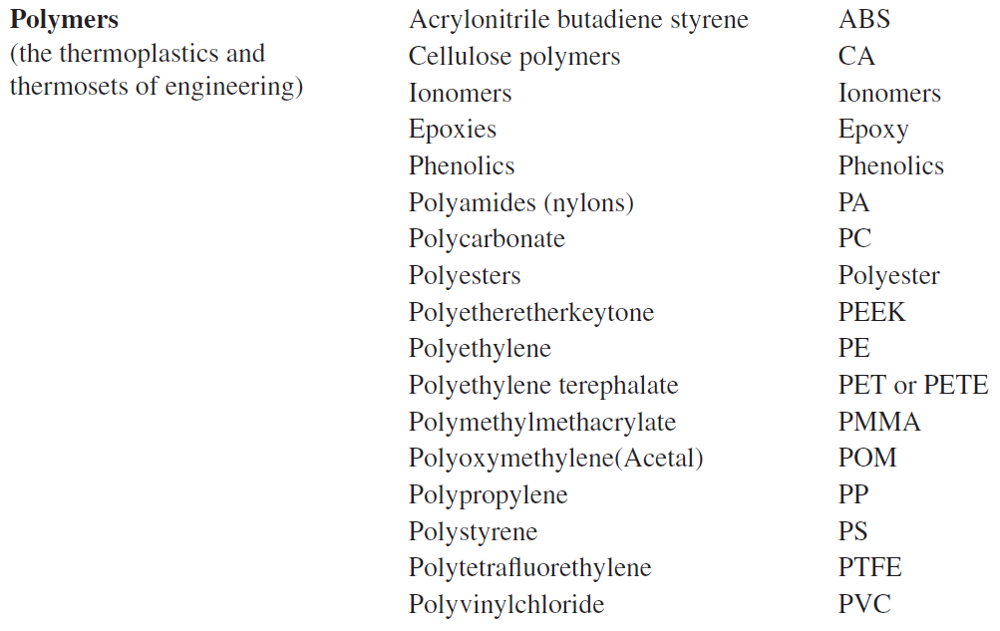 Polymers Acrylonitrile butadiene styrene ABS
(the thermoplastics and Cellulose polymers CA
thermosets of engineering) Ionomers Ionomers
Epoxies Epoxy
Phenolics Phenolics
Polyamides (nylons) PA
Polycarbonate PC
Polyesters Polyester
Polyetheretherkeytone PEEK
Polyethylene PE
Polyethylene terephalate PET or PETE
Polymethylmethacrylate PMMA
Polyoxymethylene(Acetal) POM
Polypropylene PP
Polystyrene PS
Polytetrafluorethylene PTFE
Polyvinylchloride PVC